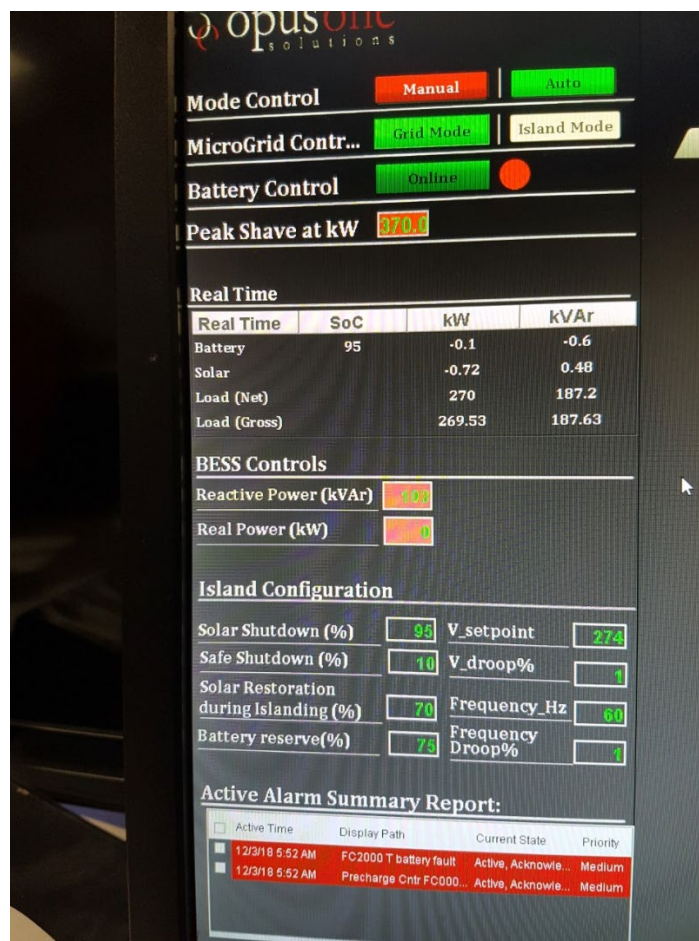 opusone
solutions
Mode Control Manual Auto
MicroGrid Contr... Grid Mode Island Mode
Battery Control Online
Peak Shave at kW 370.0
Real Time
Real Time SoC kW kVAr
Battery 95 -0.1 -0.6
Solar -0.72 0.48
Load (Net) 270 187.2
Load (Gross) 269.53 187.63
BESS Controls
Reactive Power (kVAr)
Real Power (kW) 0
Island Configuration
Solar Shutdown (%) 95 V_setpoint 274
Safe Shutdown (%) 10 V_droop% 1
Solar Restoration
during Islanding (%) 70 Frequency_Hz 60
Battery reserve(%) 75 Frequency
Droop% 1
Active Alarm Summary Report:
Active Time Display Path Current State Priority
12/3/18 5:52 AM FC2000 T battery fault Active, Acknowle... Medium
12/3/18 5:52 AM Precharge Cntr FC000... Active, Acknowle... Medium